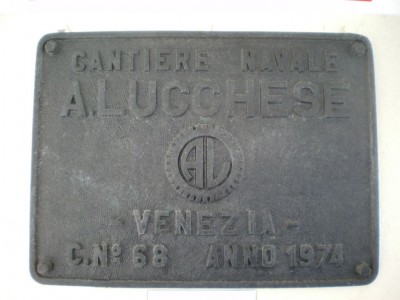 CANTIERE NAVALE
A.LUCCHESE
AL
- VENEZIA -
C.Nº 68 ANNO 1974